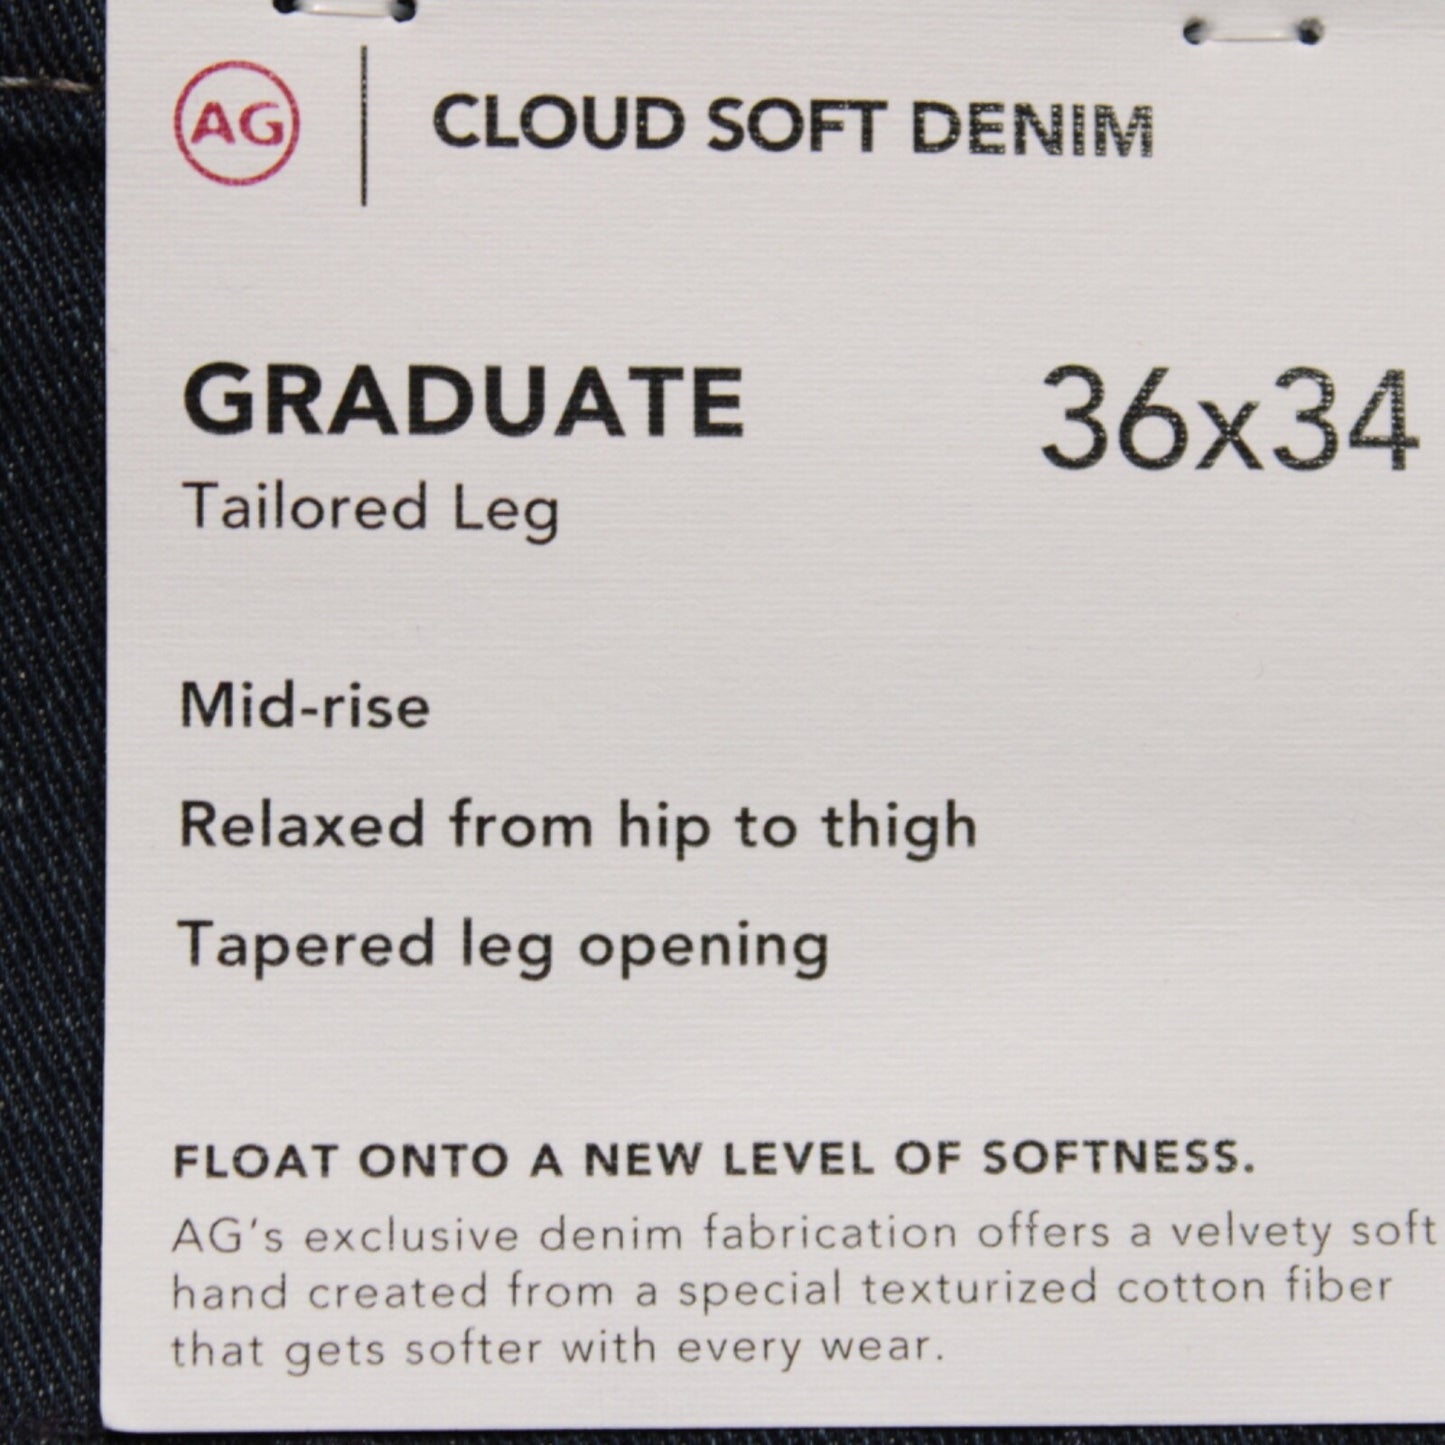 AG | CLOUD SOFT DENIM
GRADUATE 36x34
Tailored Leg
Mid-rise
Relaxed from hip to thigh
Tapered leg opening
FLOAT ONTO A NEW LEVEL OF SOFTNESS.
AG's exclusive denim fabrication offers a velvety soft
hand created from a special texturized cotton fiber
that gets softer with every wear.